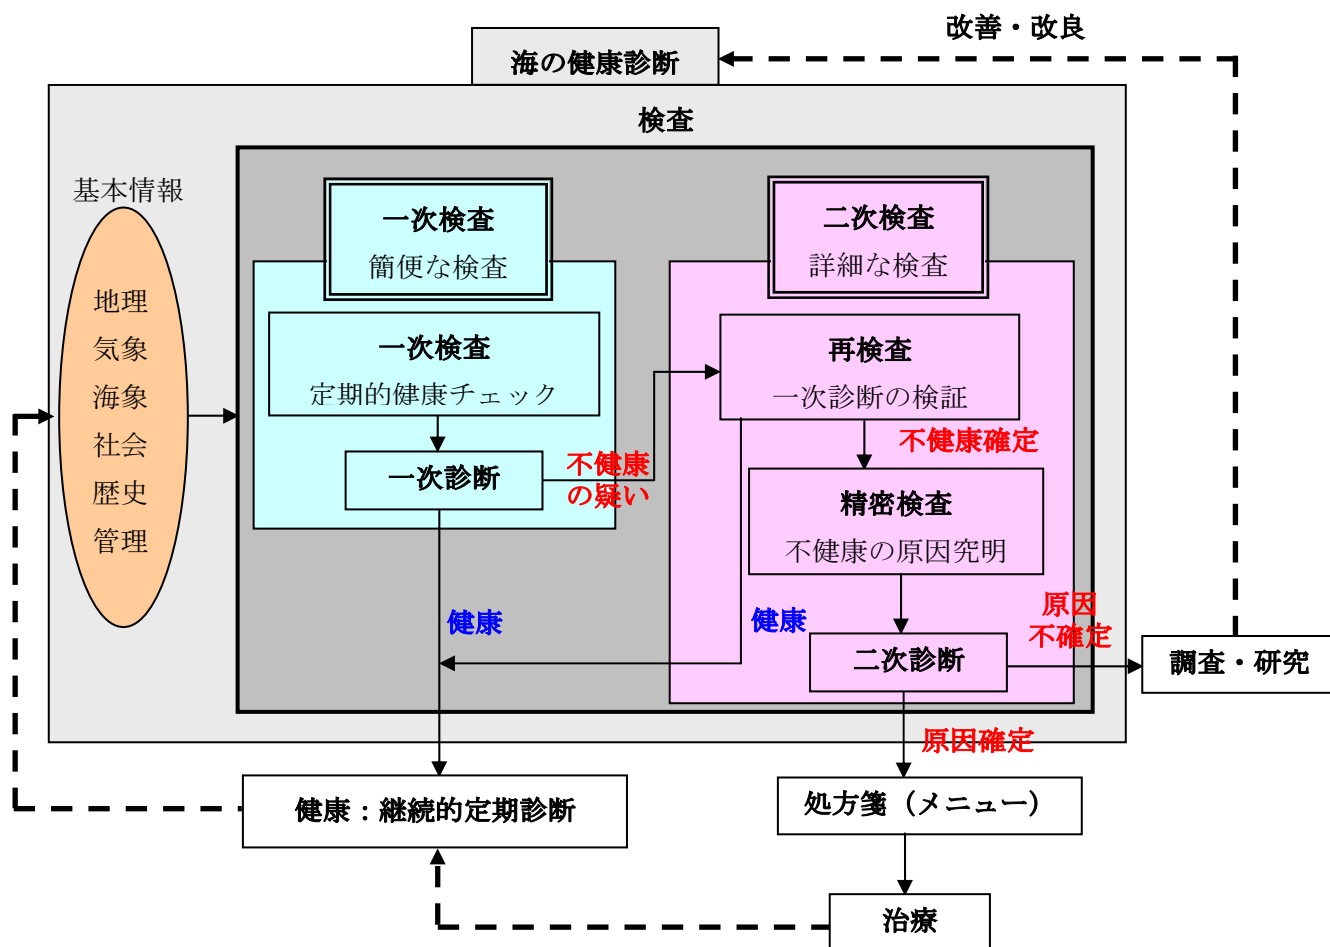 改善・改良
海の健康診断
検査
基本情報
地理
気象
海象
社会
歴史
管理
一次検査
簡便な検査
一次検査
定期的健康チェック
一次診断
不健康
の疑い
健康
二次検査
詳細な検査
再検査
一次診断の検証
不健康確定
精密検査
不健康の原因究明
健康
二次診断
原因
不確定
調査・研究
原因確定
健康：継続的定期診断
処方箋（メニュー）
治療